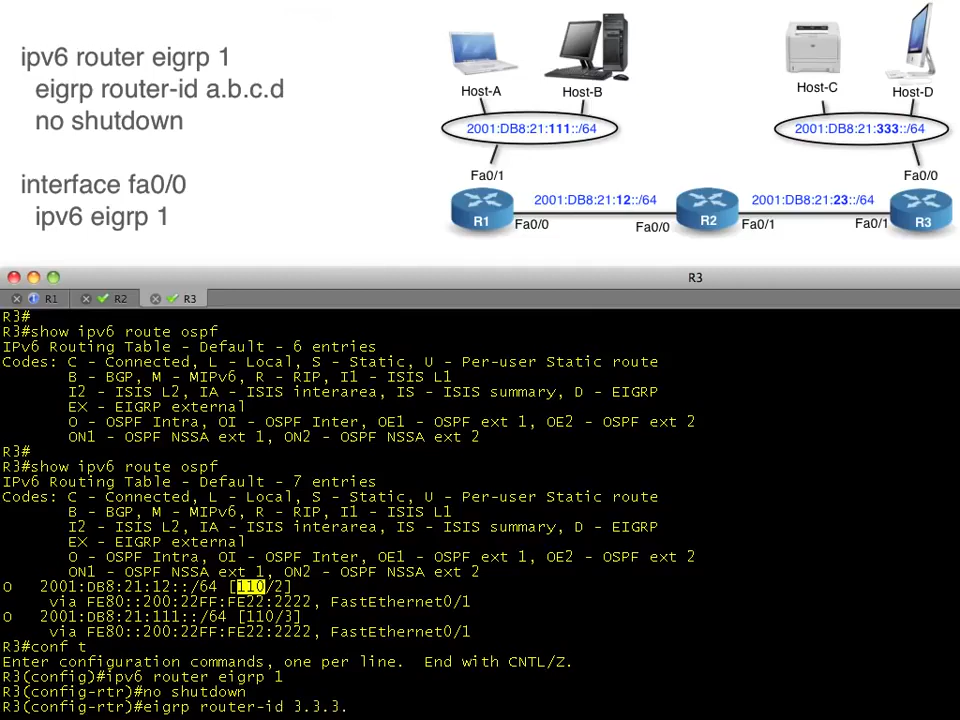 ipv6 router eigrp 1
eigrp router-id a.b.c.d
no shutdown
interface fa0/0
ipv6 eigrp 1
Host-A
Host-B
Host-C
Host-D
2001:DB8:21:111::/64
2001:DB8:21:333::/64
Fa0/1
Fa0/0
2001:DB8:21:12::/64
2001:DB8:21:23::/64
R1
Fa0/0
Fa0/0
R2
Fa0/1
Fa0/1
R3
R3
R1
R2
R3
R3#
R3#show ipv6 route ospf
IPv6 Routing Table - Default - 6 entries
Codes: C - Connected, L - Local, S - Static, U - Per-user Static route
B - BGP, M - MIPv6, R - RIP, I1 - ISIS L1
I2 - ISIS L2, IA - ISIS interarea, IS - ISIS summary, D - EIGRP
EX - EIGRP external
O - OSPF Intra, OI - OSPF Inter, OE1 - OSPF ext 1, OE2 - OSPF ext 2
ON1 - OSPF NSSA ext 1, ON2 - OSPF NSSA ext 2
R3#
R3#show ipv6 route ospf
IPv6 Routing Table - Default - 7 entries
Codes: C - Connected, L - Local, S - Static, U - Per-user Static route
B - BGP, M - MIPv6, R - RIP, I1 - ISIS L1
I2 - ISIS L2, IA - ISIS interarea, IS - ISIS summary, D - EIGRP
EX - EIGRP external
O - OSPF Intra, OI - OSPF Inter, OE1 - OSPF ext 1, OE2 - OSPF ext 2
ON1 - OSPF NSSA ext 1, ON2 - OSPF NSSA ext 2
O 2001:DB8:21:12::/64 [110/2]
via FE80::200:22FF:FE22:2222, FastEthernet0/1
O 2001:DB8:21:111::/64 [110/3]
via FE80::200:22FF:FE22:2222, FastEthernet0/1
R3#conf t
Enter configuration commands, one per line. End with CNTL/Z.
R3(config)#ipv6 router eigrp 1
R3(config-rtr)#no shutdown
R3(config-rtr)#eigrp router-id 3.3.3.